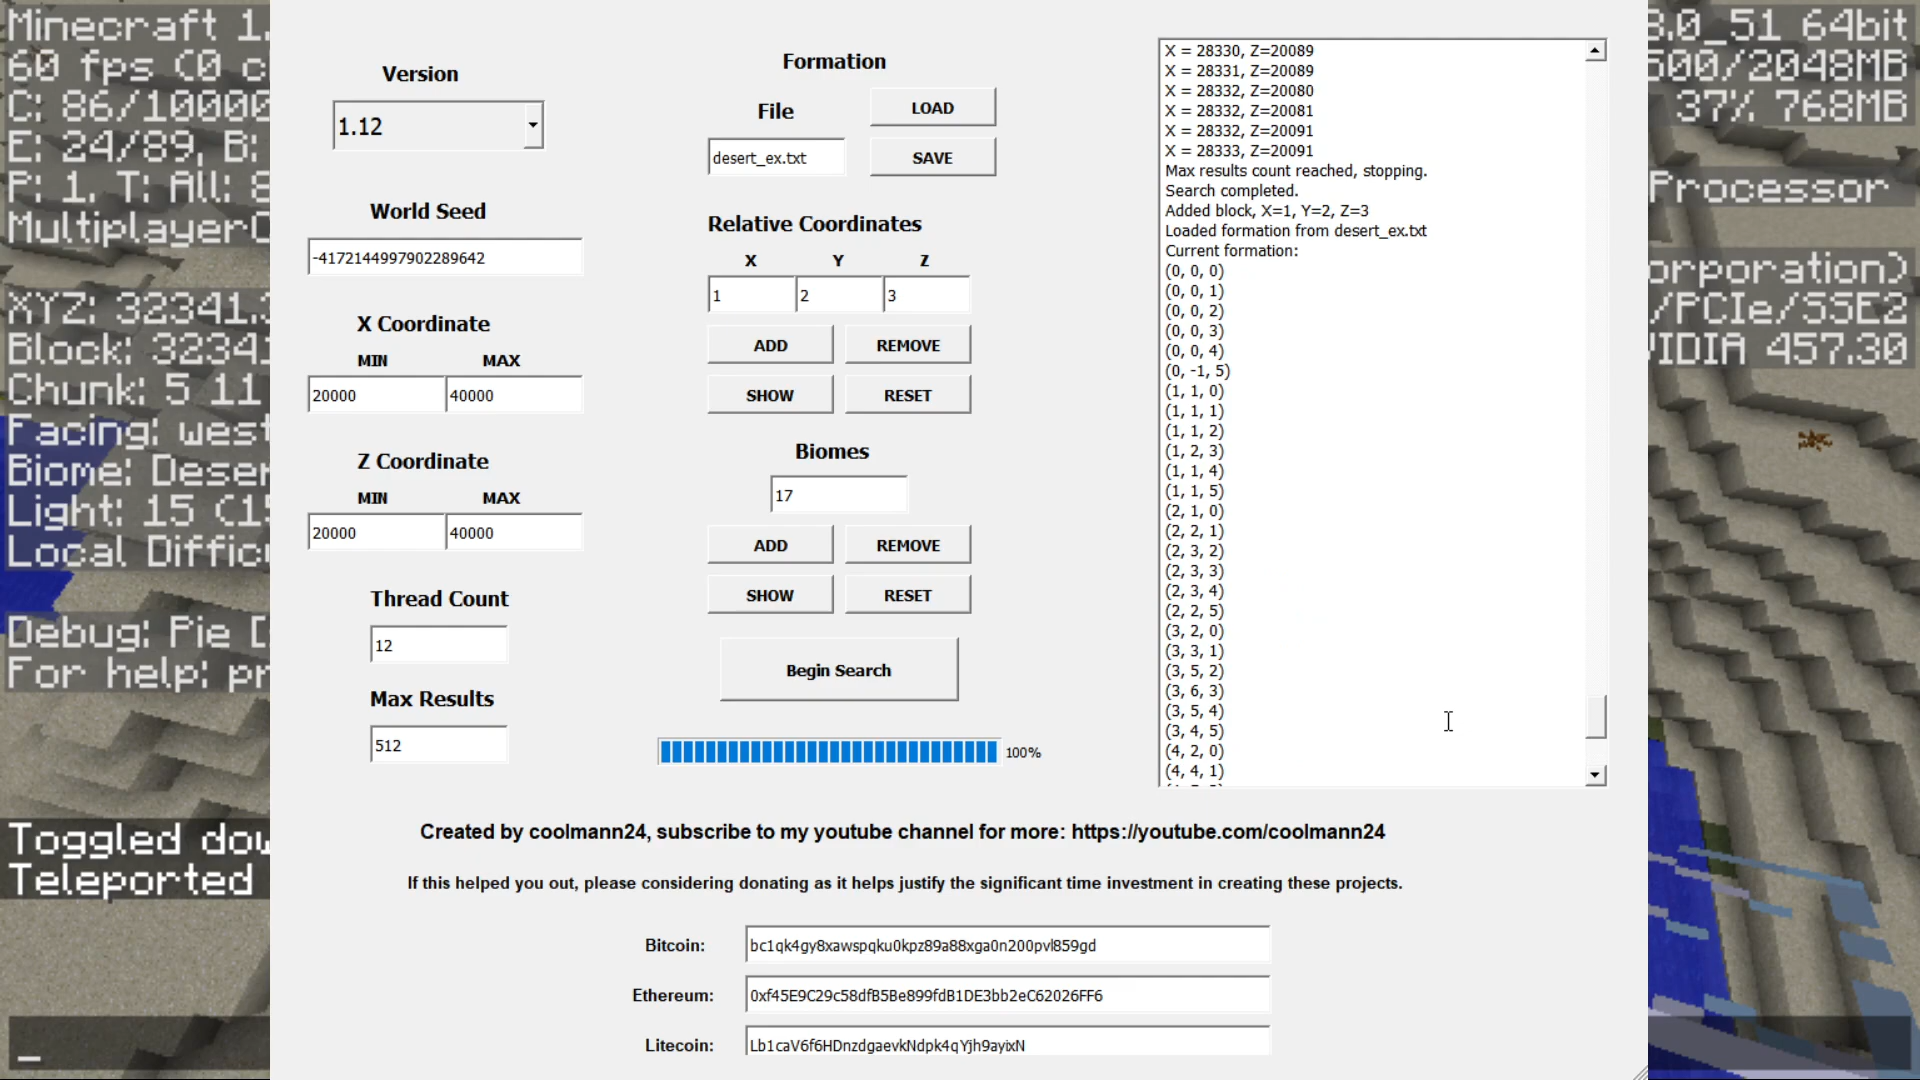 Minecraft 1.
60 fps (0 c
C: 86/10000
E: 24/89, B:
P: 1, T: All: 8
Multiplayer
XYZ: 32341.
Block: 3234
Chunk: 5 11
Facing: west
Biome: Deser
Light: 15 (1
Local Diffic
Debug: Pie [
For help: pr
Toggled dow
Teleported
_
Version
1.12
World Seed
-4172144997902289642
X Coordinate
MIN MAX
20000 40000
Z Coordinate
MIN MAX
20000 40000
Thread Count
12
Max Results
512
Formation
File
LOAD
desert_ex.txt
SAVE
Relative Coordinates
X Y Z
1 2 3
ADD REMOVE
SHOW RESET
Biomes
17
ADD REMOVE
SHOW RESET
Begin Search
100%
X = 28330, Z=20089
X = 28331, Z=20089
X = 28332, Z=20080
X = 28332, Z=20081
X = 28332, Z=20091
X = 28333, Z=20091
Max results count reached, stopping.
Search completed.
Added block, X=1, Y=2, Z=3
Loaded formation from desert_ex.txt
Current formation:
(0, 0, 0)
(0, 0, 1)
(0, 0, 2)
(0, 0, 3)
(0, 0, 4)
(0, -1, 5)
(1, 1, 0)
(1, 1, 1)
(1, 1, 2)
(1, 2, 3)
(1, 1, 4)
(1, 1, 5)
(2, 1, 0)
(2, 2, 1)
(2, 3, 2)
(2, 3, 3)
(2, 3, 4)
(2, 2, 5)
(3, 2, 0)
(3, 3, 1)
(3, 5, 2)
(3, 6, 3)
(3, 5, 4)
(3, 4, 5)
(4, 2, 0)
(4, 4, 1)
8.0_51 64bit
600/2048MB
37% 768MB
Processor
orporation)
/PCIe/SSE2
VIDIA 457.30
Created by coolmann24, subscribe to my youtube channel for more: https://youtube.com/coolmann24
If this helped you out, please considering donating as it helps justify the significant time investment in creating these projects.
Bitcoin: bc1qk4gy8xawspqku0kpz89a88xga0n200pvl859gd
Ethereum: 0xf45E9C29c58dfB5Be899fdB1DE3bb2eC62026FF6
Litecoin: Lb1caV6f6HDnzdgaevkNdpk4qYjh9ayixN